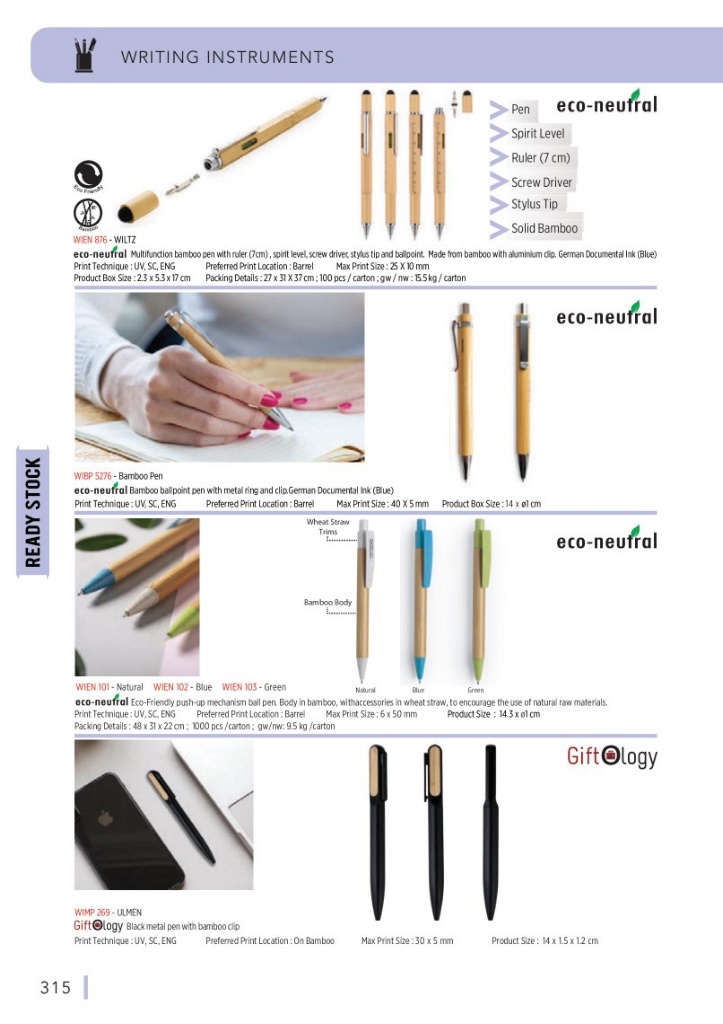 WRITING INSTRUMENTS
eco-neutral
Pen
Spirit Level
Ruler (7 cm)
Screw Driver
Stylus Tip
Solid Bamboo
Eco Friendly
Bamboo
WIEN 876 - WILTZ
eco-neutral Multifunction bamboo pen with ruler (7cm) , spirit level, screw driver, stylus tip and ballpoint. Made from bamboo with aluminium clip. German Documental Ink (Blue)
Print Technique : UV, SC, ENG Preferred Print Location : Barrel Max Print Size : 25 X 10 mm
Product Box Size : 2.3 x 5.3 x 17 cm Packing Details : 27 x 31 X 37 cm ; 100 pcs / carton ; gw / nw : 15.5 kg / carton
eco-neutral
WIBP 5276 - Bamboo Pen
eco-neutral Bamboo ballpoint pen with metal ring and clip.German Documental Ink (Blue)
Print Technique : UV, SC, ENG Preferred Print Location : Barrel Max Print Size : 40 X 5 mm Product Box Size : 14 x ø1 cm
READY STOCK
Wheat Straw
Trims
eco-neutral
Bamboo Body
Natural Blue Green
WIEN 101 - Natural WIEN 102 - Blue WIEN 103 - Green
eco-neutral Eco-Friendly push-up mechanism ball pen. Body in bamboo, withaccessories in wheat straw, to encourage the use of natural raw materials.
Print Technique : UV, SC, ENG Preferred Print Location : Barrel Max Print Size : 6 x 50 mm Product Size : 14.3 x ø1 cm
Packing Details : 48 x 31 x 22 cm ; 1000 pcs /carton ; gw/nw: 9.5 kg /carton
GiftOlogy
WIMP 269 - ULMEN
GiftOlogy Black metal pen with bamboo clip
Print Technique : UV, SC, ENG Preferred Print Location : On Bamboo Max Print Size : 30 x 5 mm Product Size : 14 x 1.5 x 1.2 cm
315